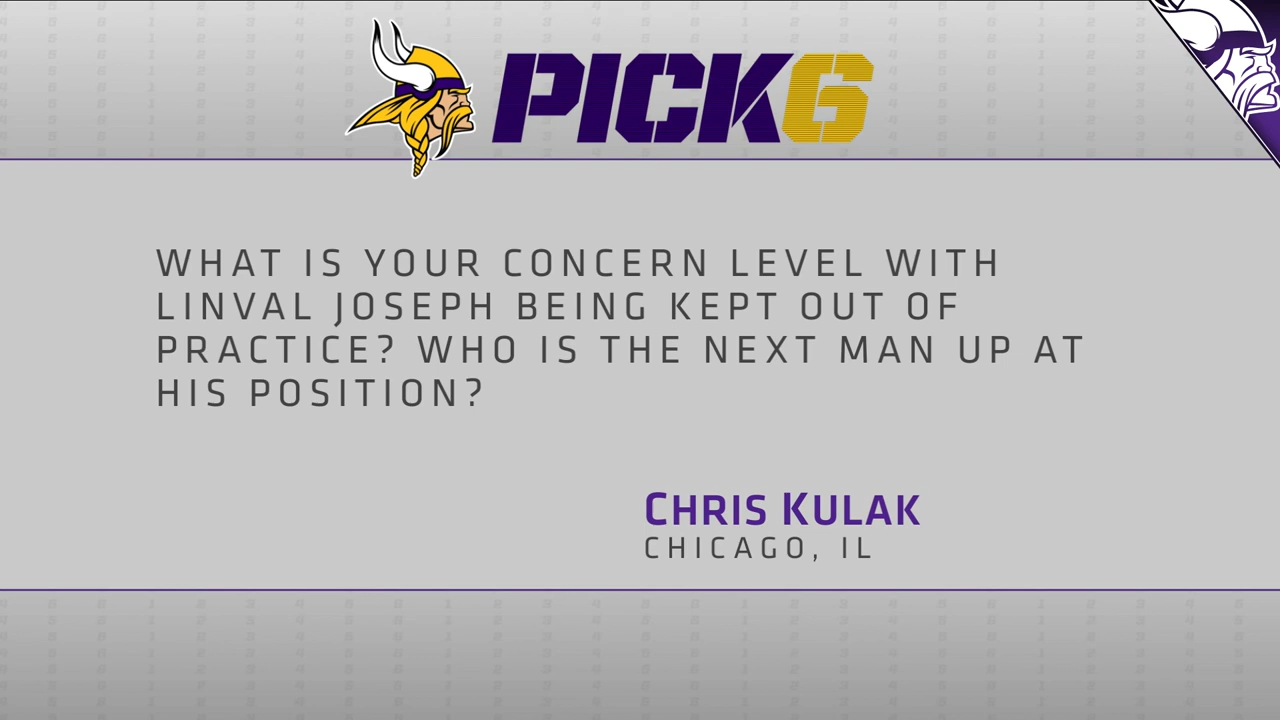 PICK6
WHAT IS YOUR CONCERN LEVEL WITH
LINVAL JOSEPH BEING KEPT OUT OF
PRACTICE? WHO IS THE NEXT MAN UP AT
HIS POSITION?
CHRIS KULAK
CHICAGO, IL